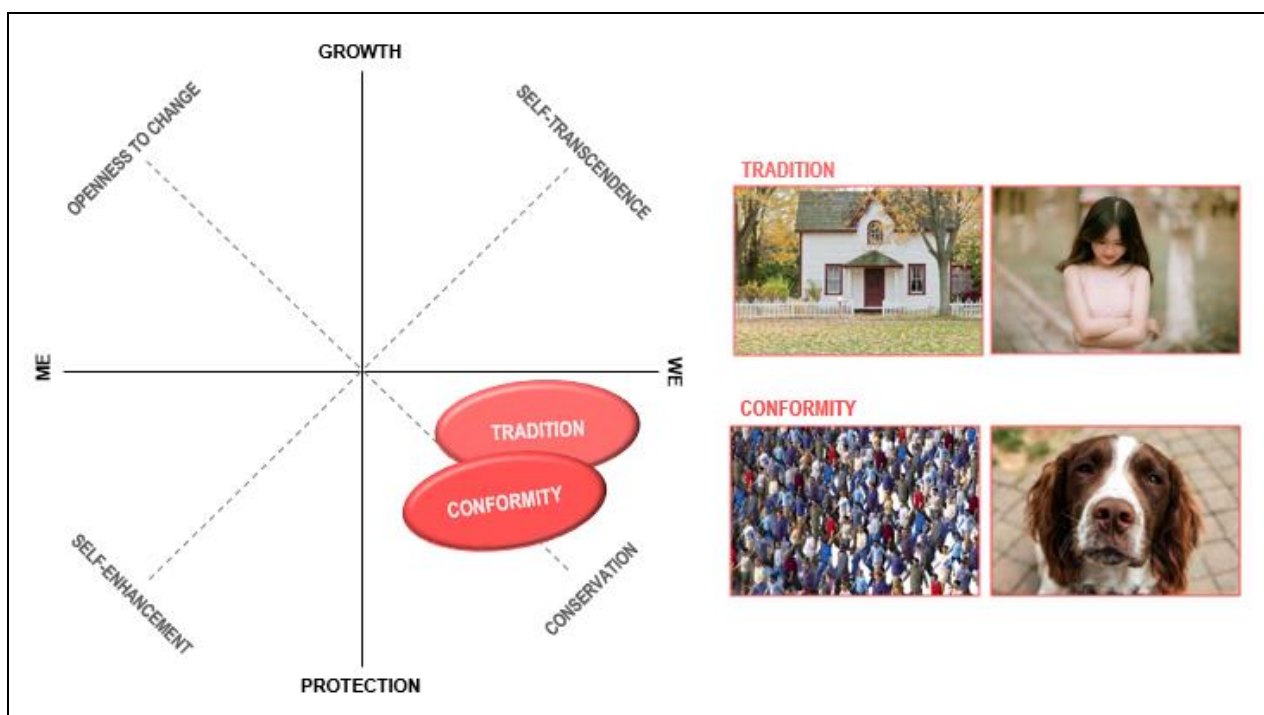 GROWTH
OPENNESS TO CHANGE
SELF-TRANSCENDENCE
TRADITION
ME
WE
TRADITION
CONFORMITY
CONFORMITY
SELF-ENHANCEMENT
CONSERVATION
PROTECTION